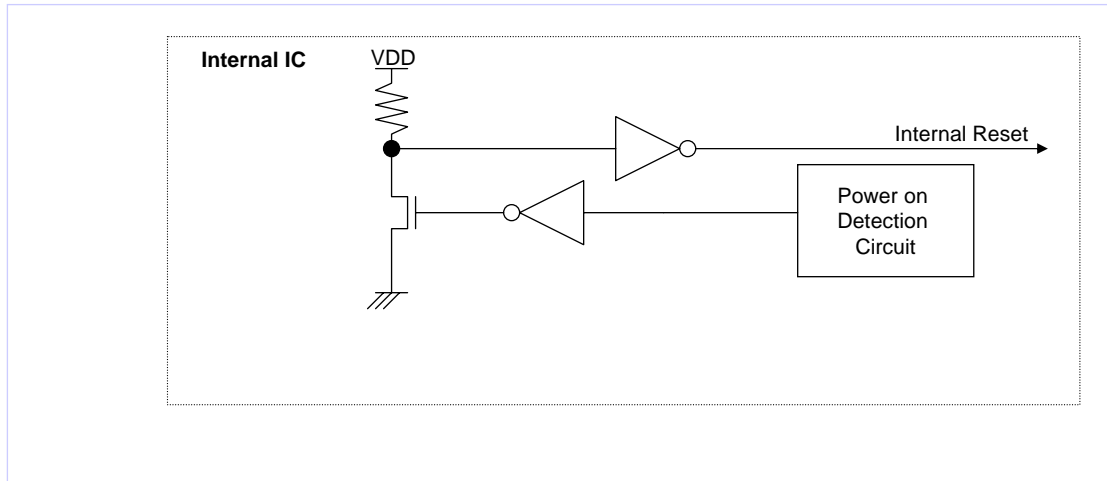 Internal IC
VDD
Internal Reset
Power on
Detection
Circuit